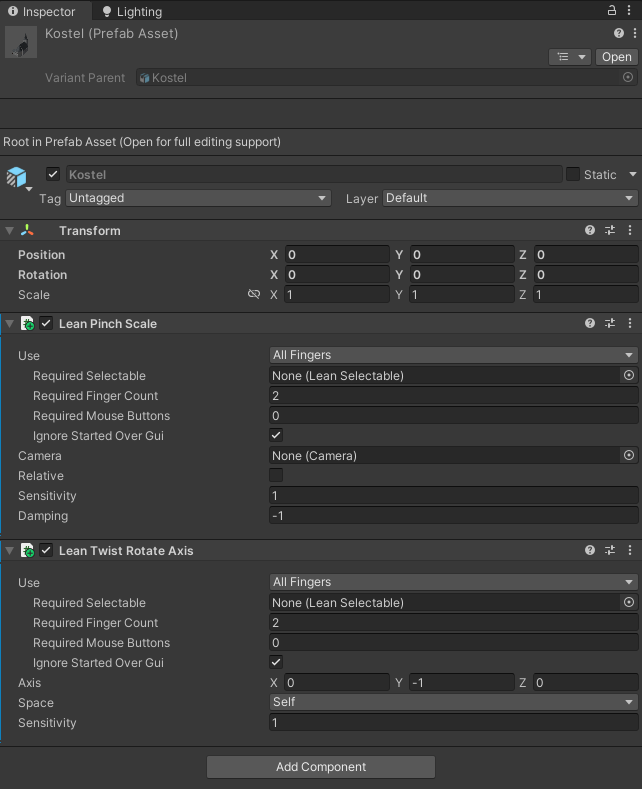 Inspector Lighting
Kostel (Prefab Asset)
Open
Variant Parent Kostel
Root in Prefab Asset (Open for full editing support)
Kostel Static
Tag Untagged Layer Default
Transform
Position X 0 Y 0 Z 0
Rotation X 0 Y 0 Z 0
Scale X 1 Y 1 Z 1
Lean Pinch Scale
Use All Fingers
Required Selectable None (Lean Selectable)
Required Finger Count 2
Required Mouse Buttons 0
Ignore Started Over Gui
Camera None (Camera)
Relative
Sensitivity 1
Damping -1
Lean Twist Rotate Axis
Use All Fingers
Required Selectable None (Lean Selectable)
Required Finger Count 2
Required Mouse Buttons 0
Ignore Started Over Gui
Axis X 0 Y -1 Z 0
Space Self
Sensitivity 1
Add Component